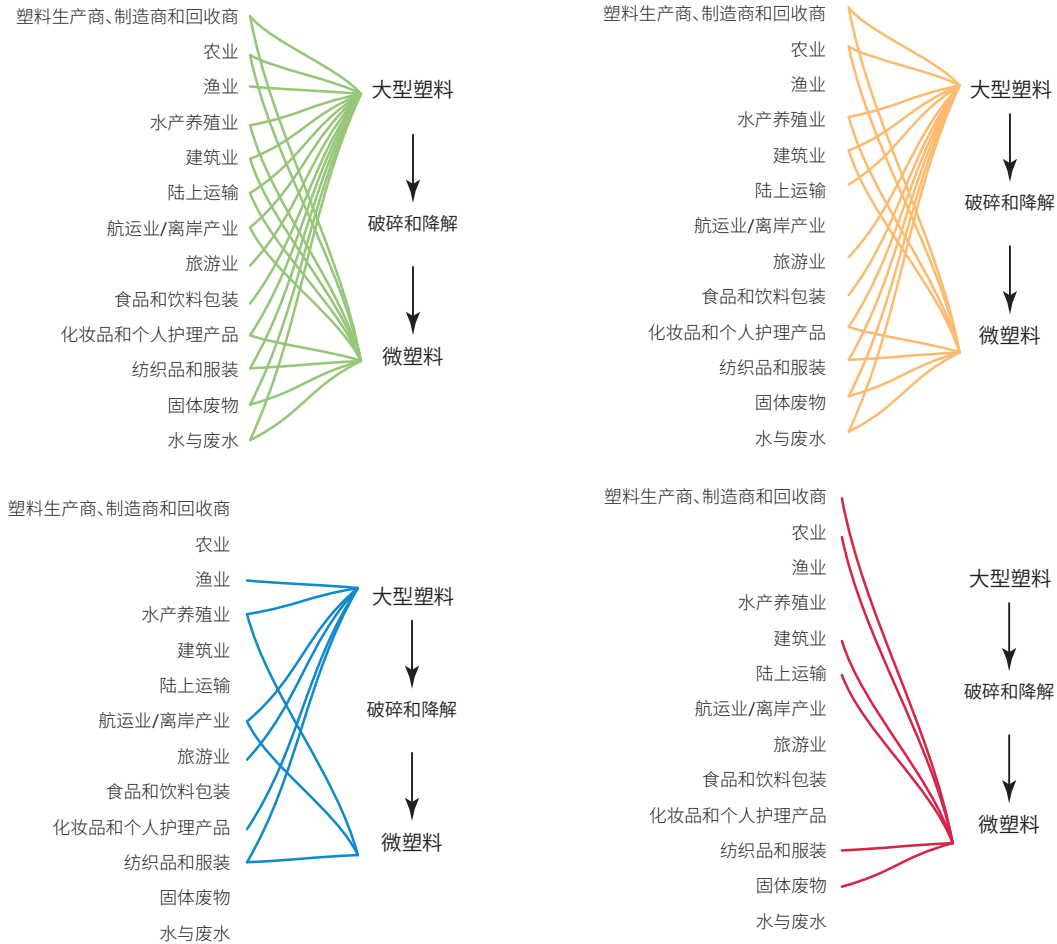 塑料生产商、制造商和回收商
农业
渔业
水产养殖业
建筑业
陆上运输
航运业/离岸产业
旅游业
食品和饮料包装
化妆品和个人护理产品
纺织品和服装
固体废物
水与废水
大型塑料
破碎和降解
微塑料
塑料生产商、制造商和回收商
农业
渔业
水产养殖业
建筑业
陆上运输
航运业/离岸产业
旅游业
食品和饮料包装
化妆品和个人护理产品
纺织品和服装
固体废物
水与废水
大型塑料
破碎和降解
微塑料
塑料生产商、制造商和回收商
农业
渔业
水产养殖业
建筑业
陆上运输
航运业/离岸产业
旅游业
食品和饮料包装
化妆品和个人护理产品
纺织品和服装
固体废物
水与废水
大型塑料
破碎和降解
微塑料
塑料生产商、制造商和回收商
农业
渔业
水产养殖业
建筑业
陆上运输
航运业/离岸产业
旅游业
食品和饮料包装
化妆品和个人护理产品
纺织品和服装
固体废物
水与废水
大型塑料
破碎和降解
微塑料